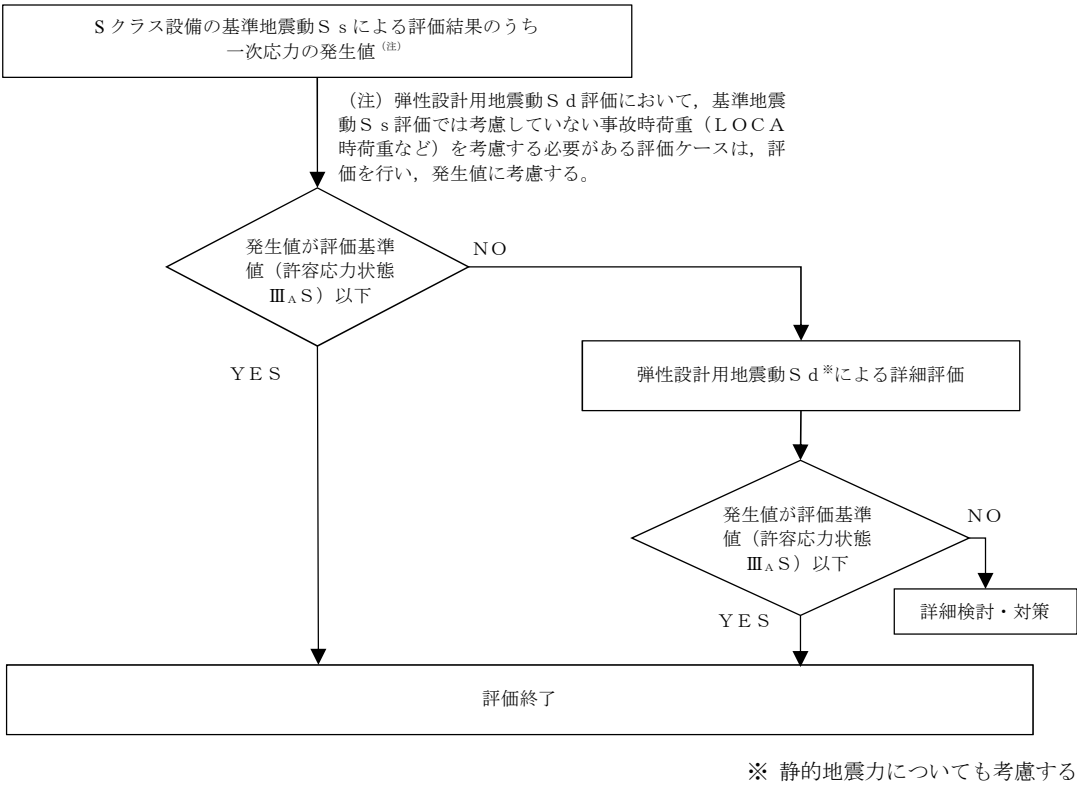 Sクラス設備の基準地震動Ｓｓによる評価結果のうち
一次応力の発生値（注）
（注）弾性設計用地震動Ｓｄ評価において，基準地震
動Ｓｓ評価では考慮していない事故時荷重（ＬＯＣＡ
時荷重など）を考慮する必要がある評価ケースは，評
価を行い，発生値に考慮する。
発生値が評価基準
値（許容応力状態
ⅢAＳ）以下
ＮＯ
ＹＥＳ
弾性設計用地震動Ｓｄ※による詳細評価
発生値が評価基準
値（許容応力状態
ⅢAＳ）以下
ＮＯ
ＹＥＳ
詳細検討・対策
評価終了
※ 静的地震力についても考慮する